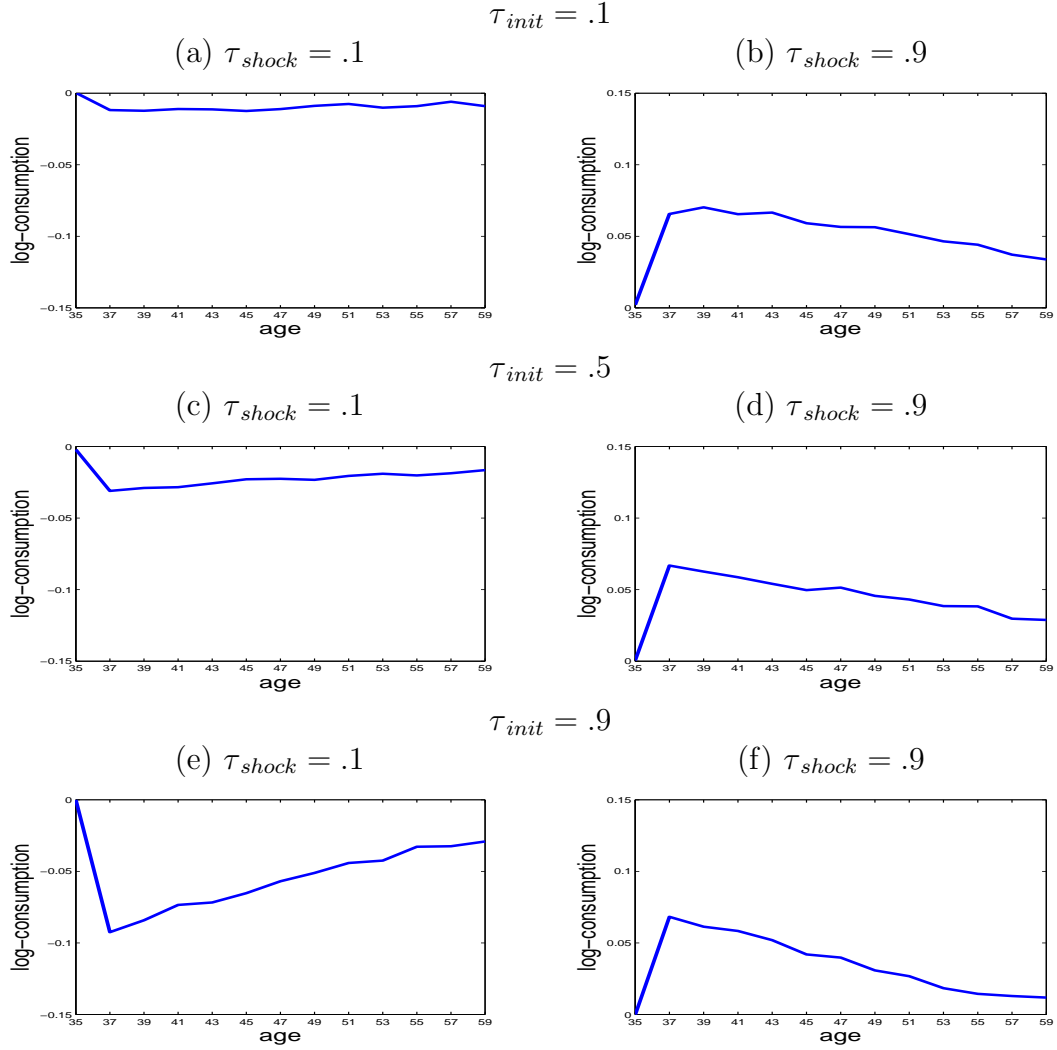 τ_init = .1
(a) τ_shock = .1
(b) τ_shock = .9
log−consumption
0
−0.05
−0.1
−0.15
35 37 39 41 43 45 47 49 51 53 55 57 59
age
log−consumption
0.15
0.1
0.05
0
35 37 39 41 43 45 47 49 51 53 55 57 59
age
τ_init = .5
(c) τ_shock = .1
(d) τ_shock = .9
log−consumption
0
−0.05
−0.1
−0.15
35 37 39 41 43 45 47 49 51 53 55 57 59
age
log−consumption
0.15
0.1
0.05
0
35 37 39 41 43 45 47 49 51 53 55 57 59
age
τ_init = .9
(e) τ_shock = .1
(f) τ_shock = .9
log−consumption
0
−0.05
−0.1
−0.15
35 37 39 41 43 45 47 49 51 53 55 57 59
age
log−consumption
0.15
0.1
0.05
0
35 37 39 41 43 45 47 49 51 53 55 57 59
age